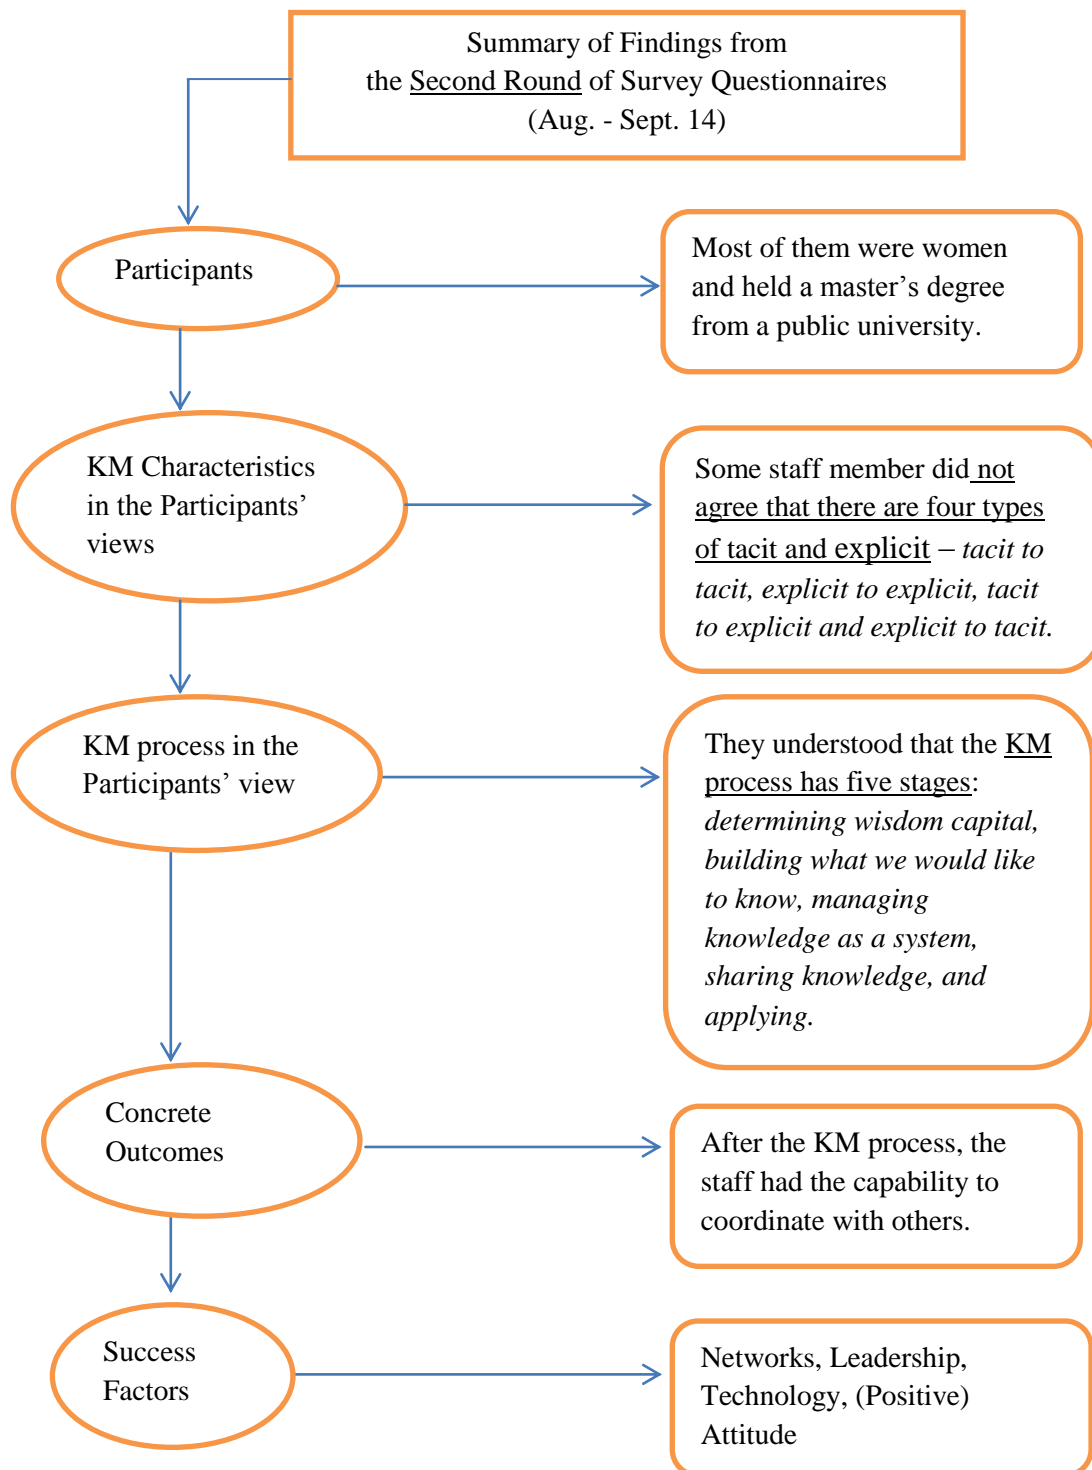 Summary of Findings from
the Second Round of Survey Questionnaires
(Aug. - Sept. 14)
Participants
Most of them were women
and held a master’s degree
from a public university.
KM Characteristics
in the Participants’
views
Some staff member did not
agree that there are four types
of tacit and explicit – tacit to
tacit, explicit to explicit, tacit
to explicit and explicit to tacit.
KM process in the
Participants’ view
They understood that the KM
process has five stages:
determining wisdom capital,
building what we would like
to know, managing
knowledge as a system,
sharing knowledge, and
applying.
Concrete
Outcomes
After the KM process, the
staff had the capability to
coordinate with others.
Success
Factors
Networks, Leadership,
Technology, (Positive)
Attitude